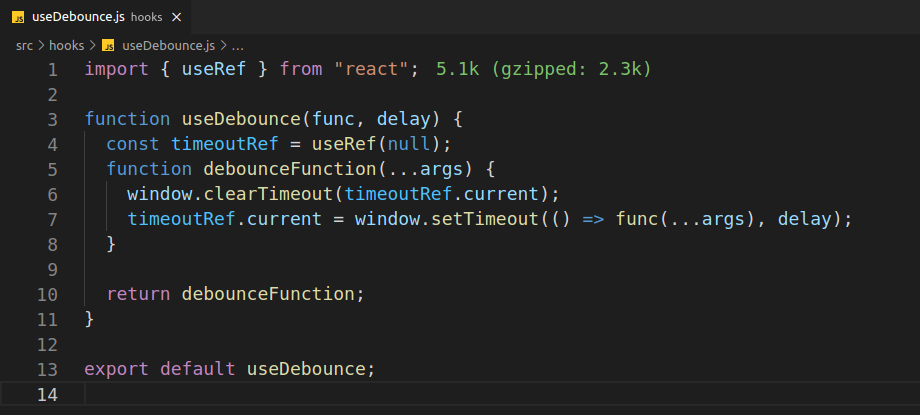 JS useDebounce.js hooks ×
src > hooks > JS useDebounce.js > ...
1 import { useRef } from "react"; 5.1k (gzipped: 2.3k)
2
3 function useDebounce(func, delay) {
4   const timeoutRef = useRef(null);
5   function debounceFunction(...args) {
6     window.clearTimeout(timeoutRef.current);
7     timeoutRef.current = window.setTimeout(() => func(...args), delay);
8   }
9
10   return debounceFunction;
11 }
12
13 export default useDebounce;
14